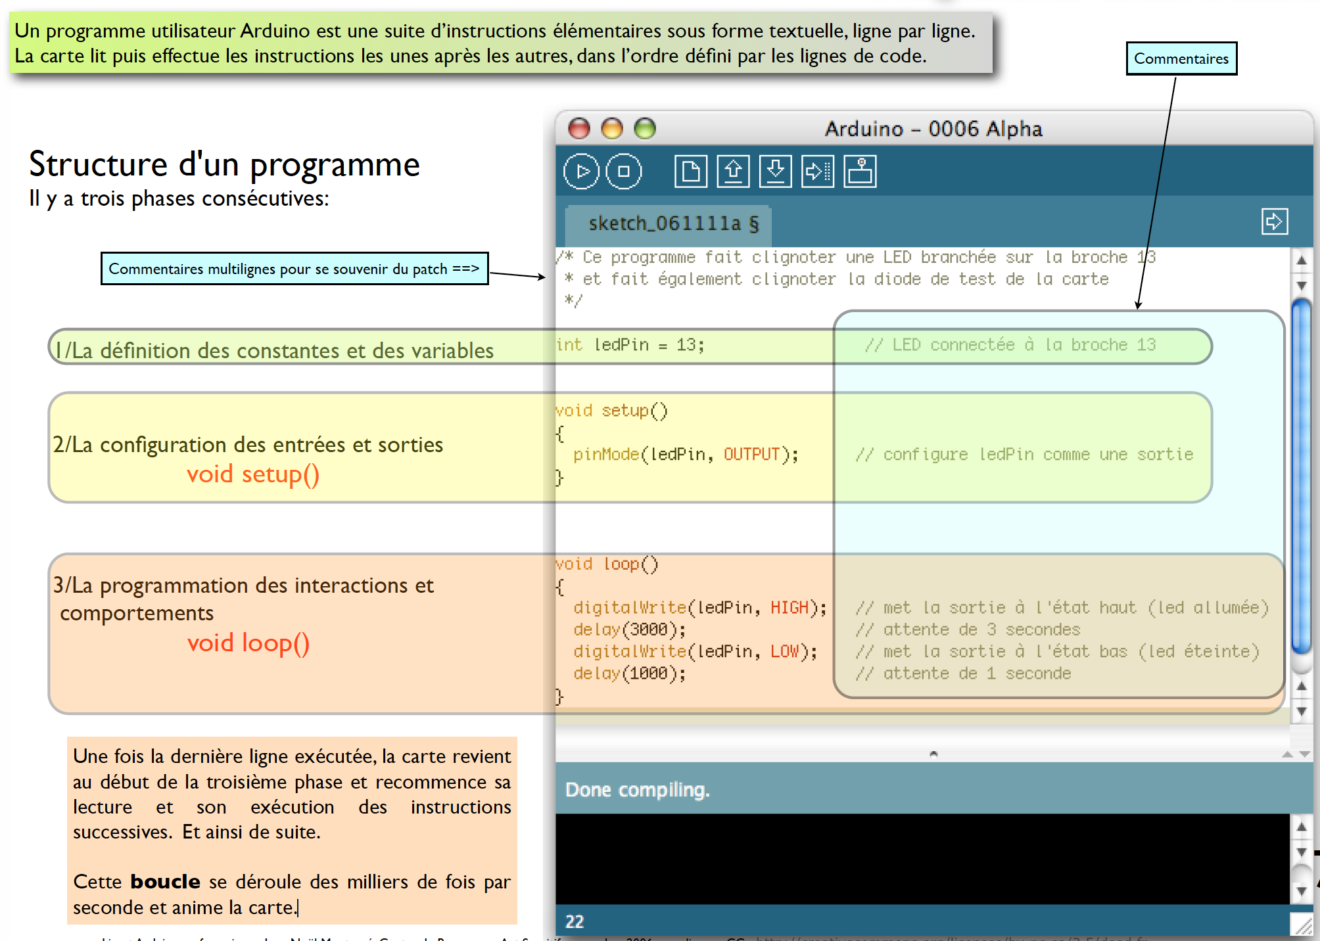 Un programme utilisateur Arduino est une suite d'instructions élémentaires sous forme textuelle, ligne par ligne.
La carte lit puis effectue les instructions les unes après les autres, dans l'ordre défini par les lignes de code.
Commentaires
Structure d'un programme
Il y a trois phases consécutives:
Commentaires multilignes pour se souvenir du patch ==>
1/La définition des constantes et des variables
2/La configuration des entrées et sorties
void setup()
3/La programmation des interactions et
comportements
void loop()
Une fois la dernière ligne exécutée, la carte revient
au début de la troisième phase et recommence sa
lecture et son exécution des instructions
successives. Et ainsi de suite.
Cette boucle se déroule des milliers de fois par
seconde et anime la carte.
Arduino – 0006 Alpha
sketch_061111a §
/* Ce programme fait clignoter une LED branchée sur la broche 13
* et fait également clignoter la diode de test de la carte
*/
int ledPin = 13; // LED connectée à la broche 13
void setup()
{
pinMode(ledPin, OUTPUT); // configure ledPin comme une sortie
}
void loop()
{
digitalWrite(ledPin, HIGH); // met la sortie à l'état haut (led allumée)
delay(3000); // attente de 3 secondes
digitalWrite(ledPin, LOW); // met la sortie à l'état bas (led éteinte)
delay(1000); // attente de 1 seconde
}
Done compiling.
22